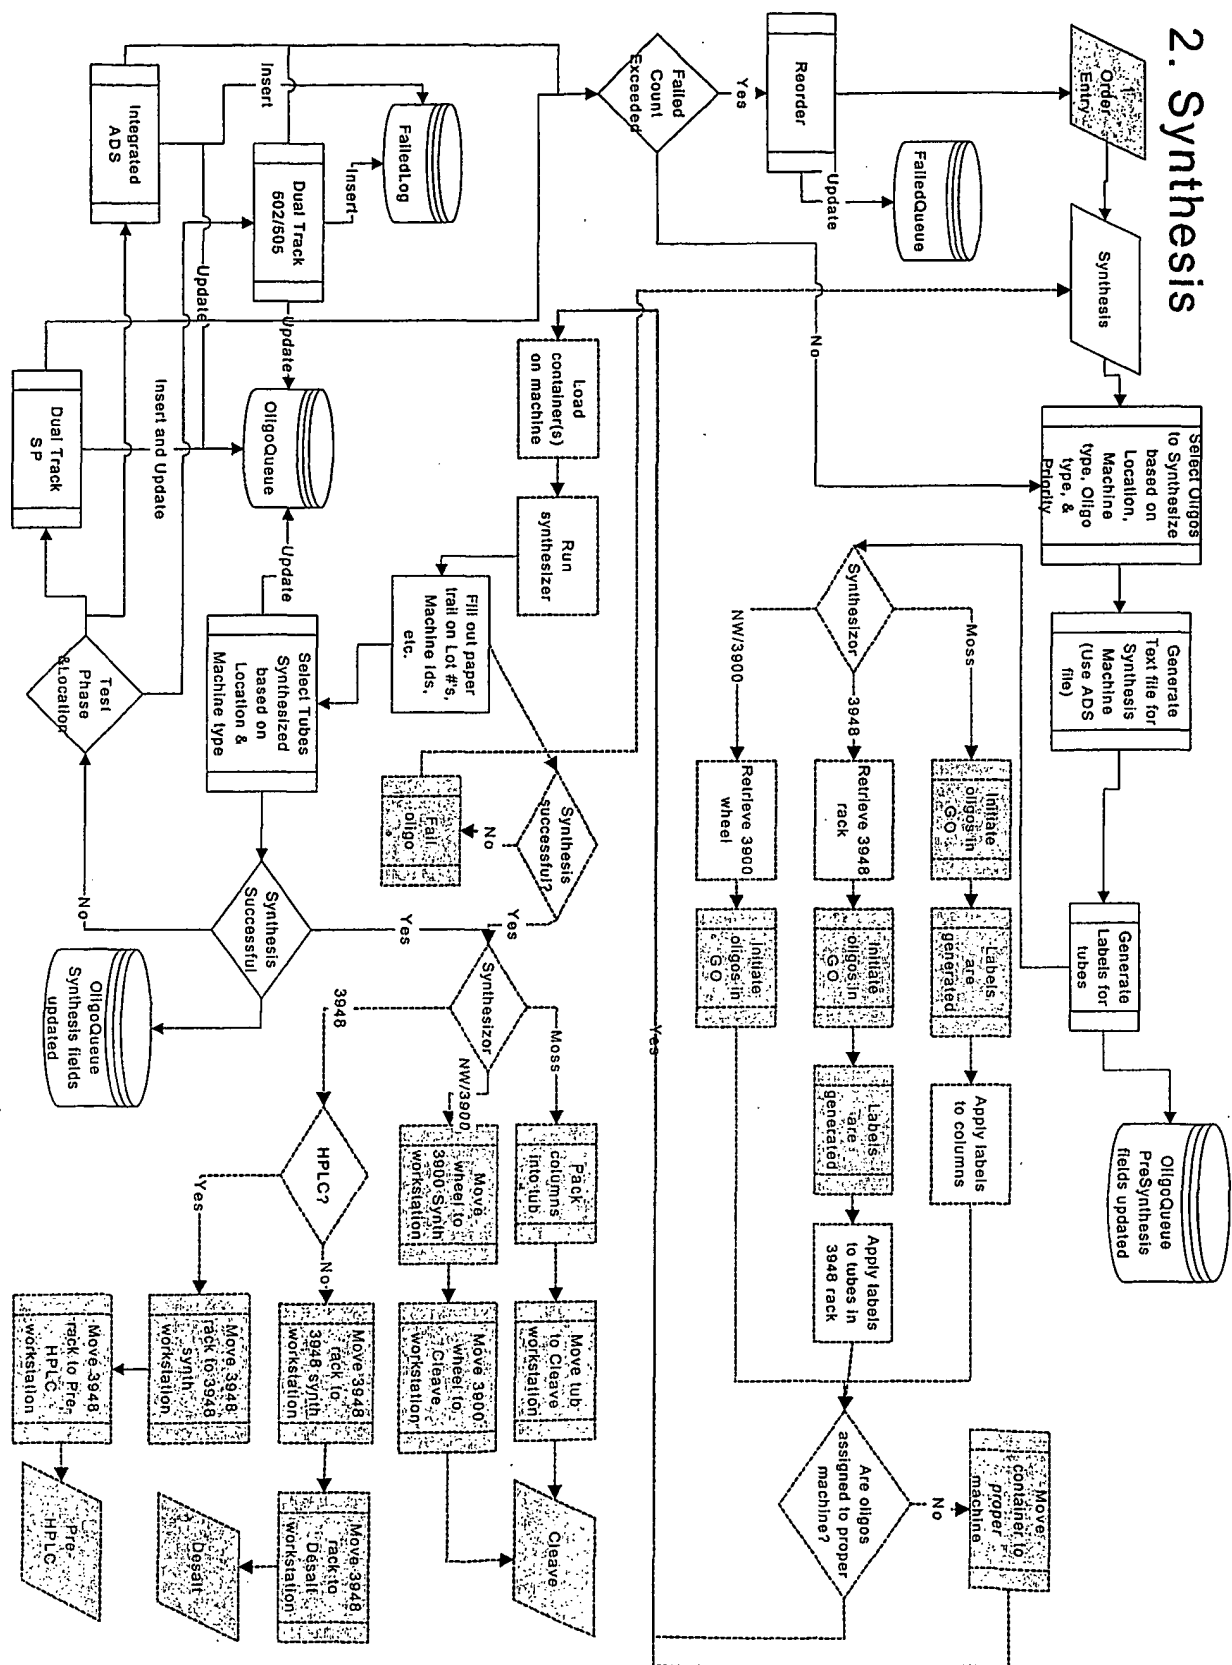 2. Synthesis
"1"
Order
Entry
Synthesis
Select Oligos
to Synthesize
based on
Location,
Machine
type, Oligo
type, &
Priority
Generate
Text file for
Synthesis
Machine
(Use ADS
file)
Generate
Labels for
tubes
OligoQueue
PreSynthesis
fields updated
Reorder
Update
FailedQueue
Yes
Failed
Count
Exceeded
No
Synthesizor
Moss
3948
NW/3900
Initiate
oligos in
GO
Labels
are
generated
Apply labels
to columns
Retrieve 3948
rack
Initiate
oligos in
GO
Labels
are
generated
Apply labels
to tubes in
3948 rack
Retrieve 3900
wheel
Initiate
oligos in
GO
Are oligos
assigned to proper
machine?
No
Move
container to
proper
machine
Yes
Load
container(s)
on machine
Run
synthesizer
Fill out paper
trail on Lot #'s,
Machine Ids,
etc.
Synthesis
successful?
No
Fail
oligo
Yes
Integrated
ADS
Insert
FailedLog
Insert
Dual Track
602/605
Update
Update
OligoQueue
Update
Insert and Update
Dual Track
SP
Select Tubes
Synthesized
based on
Location &
Machine type
Test
Phase
&Location
No
Synthesis
Successful
Yes
OligoQueue
Synthesis fields
updated
Synthesizor
Moss
NW/3900
3948
Pack
columns
into tub
Move tub
to Cleave
workstation
Cleave
Move
wheel to
3900 Synth
workstation
Move 3900
wheel to
Cleave
workstation
HPLC?
No
Move 3948
rack to
3948 synth
workstation
Move 3948
rack to
Desalt
workstation
Desalt
Yes
Move 3948
rack to 3948
synth
workstation
Move 3948
rack to Pre-
HPLC
workstation
Pre-
HPLC